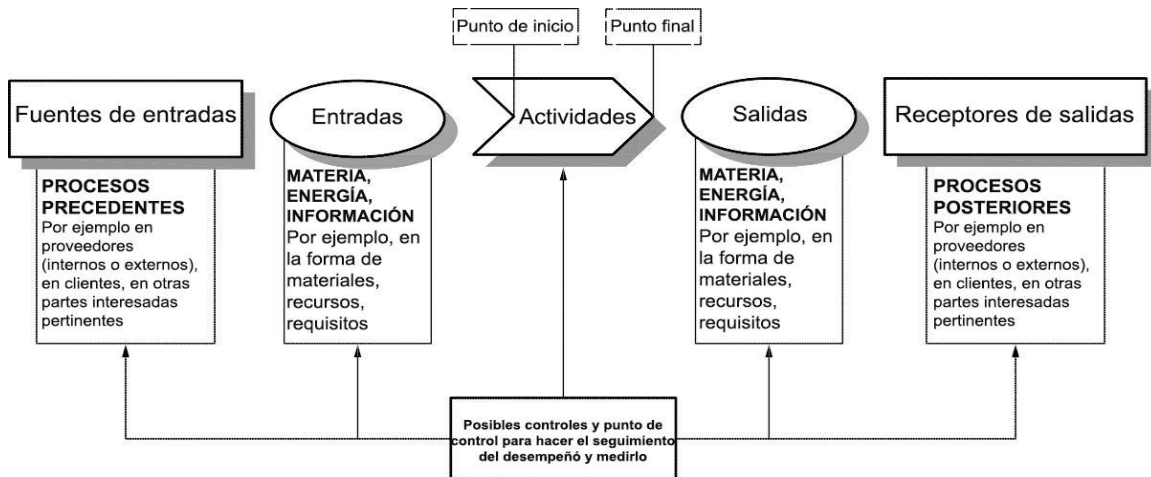 Punto de inicio
Punto final
Fuentes de entradas
Entradas
Actividades
Salidas
Receptores de salidas
PROCESOS
PRECEDENTES
Por ejemplo en
proveedores
(internos o externos),
en clientes, en otras
partes interesadas
pertinentes
MATERIA,
ENERGÍA,
INFORMACIÓN
Por ejemplo, en
la forma de
materiales,
recursos,
requisitos
MATERIA,
ENERGÍA,
INFORMACIÓN
Por ejemplo, en
la forma de
materiales,
recursos,
requisitos
PROCESOS
POSTERIORES
Por ejemplo en
proveedores
(internos o externos),
en clientes, en otras
partes interesadas
pertinentes
Posibles controles y punto de
control para hacer el seguimiento
del desempeñó y medirlo